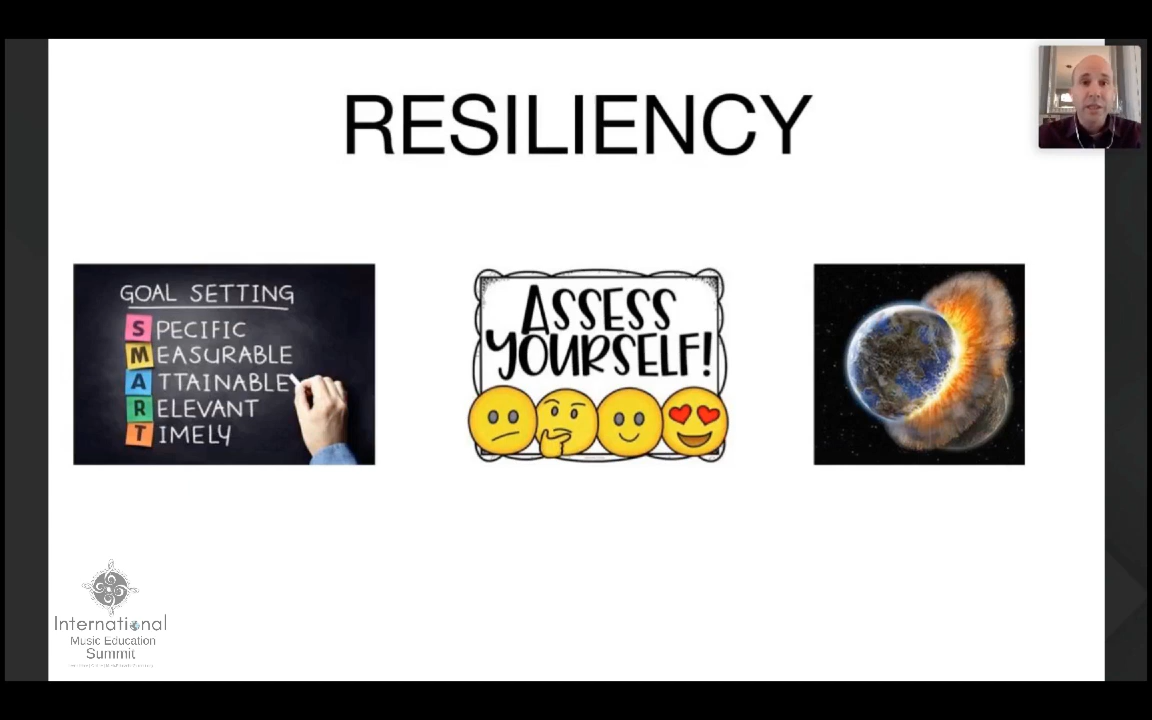 RESILIENCY
GOAL SETTING
SPECIFIC
MEASURABLE
ATTAINABLE
RELEVANT
TIMELY
ASSESS
YOURSELF!
International
Music Education
Summit